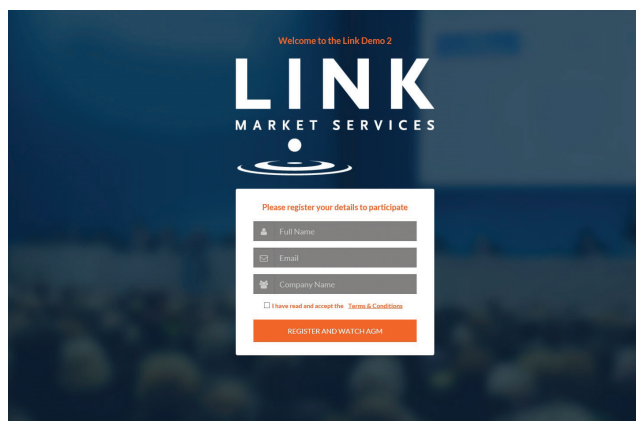 Welcome to the Link Demo 2
LINK
MARKET SERVICES
Please register your details to participate
Full Name
Email
Company Name
I have read and accept the Terms & Conditions
REGISTER AND WATCH AGM